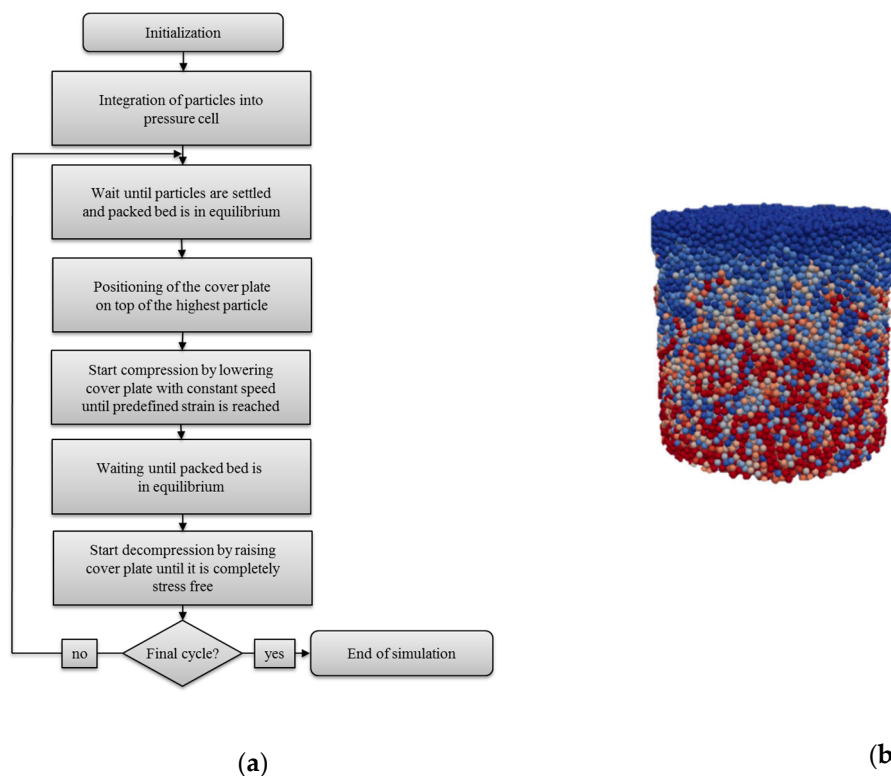 Initialization
Integration of particles into
pressure cell
Wait until particles are settled
and packed bed is in equilibrium
Positioning of the cover plate
on top of the highest particle
Start compression by lowering
cover plate with constant speed
until predefined strain is reached
Waiting until packed bed is
in equilibrium
Start decompression by raising
cover plate until it is completely
stress free
no
Final cycle?
yes
End of simulation
(a)
(b